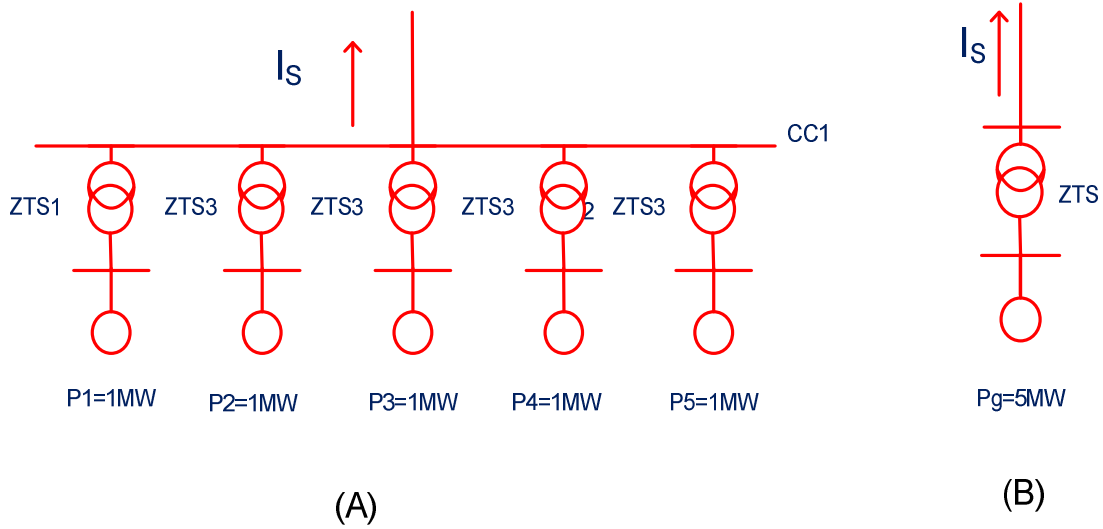 IS
IS
CC1
ZTS1
ZTS3
ZTS3
ZTS3
2
ZTS3
ZTS
P1=1MW
P2=1MW
P3=1MW
P4=1MW
P5=1MW
Pg=5MW
(A)
(B)